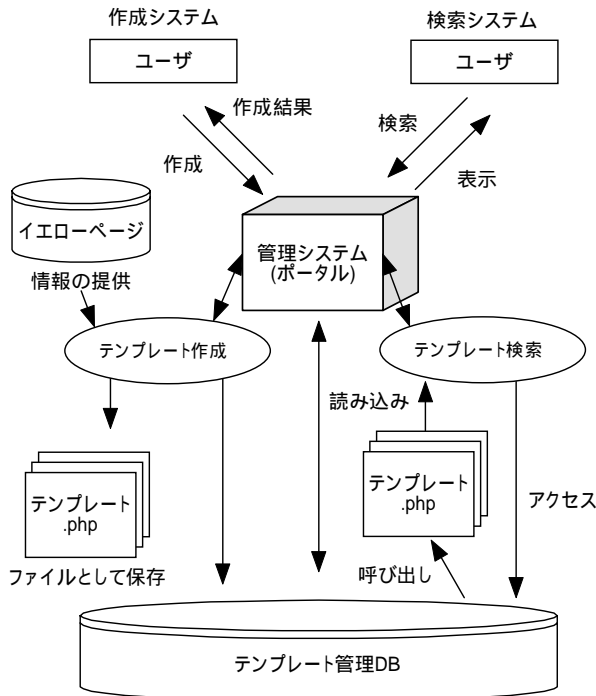 作成システム
検索システム
ユーザ
ユーザ
作成結果
作成
検索
表示
イエローページ
管理システム
(ポータル)
情報の提供
テンプレート作成
テンプレート検索
読み込み
テンプレート
.php
テンプレート
.php
アクセス
ファイルとして保存
呼び出し
テンプレート管理DB